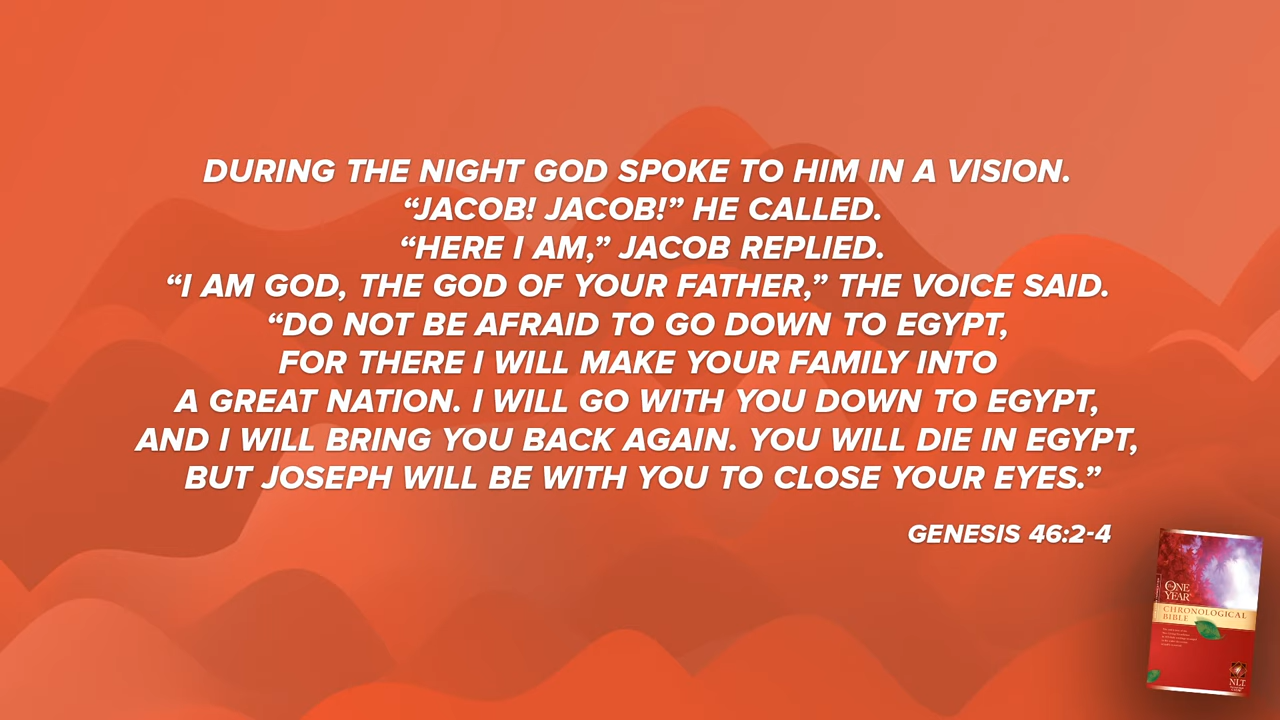 DURING THE NIGHT GOD SPOKE TO HIM IN A VISION.
“JACOB! JACOB!” HE CALLED.
“HERE I AM,” JACOB REPLIED.
“I AM GOD, THE GOD OF YOUR FATHER,” THE VOICE SAID.
“DO NOT BE AFRAID TO GO DOWN TO EGYPT,
FOR THERE I WILL MAKE YOUR FAMILY INTO
A GREAT NATION. I WILL GO WITH YOU DOWN TO EGYPT,
AND I WILL BRING YOU BACK AGAIN. YOU WILL DIE IN EGYPT,
BUT JOSEPH WILL BE WITH YOU TO CLOSE YOUR EYES.”
GENESIS 46:2-4
ONE
YEAR
CHRONOLOGICAL
BIBLE
NLT